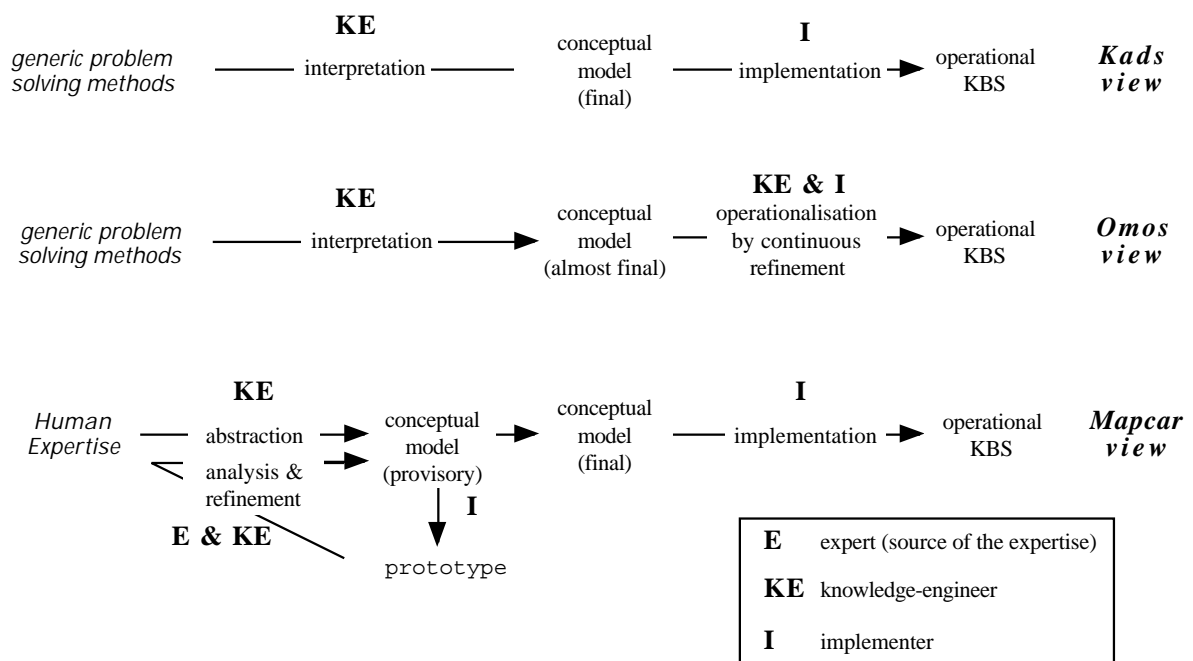 KE
I
generic problem
solving methods
interpretation
conceptual
model
(final)
implementation
operational
KBS
Kads
view
KE
KE & I
generic problem
solving methods
interpretation
conceptual
model
(almost final)
operationalisation
by continuous
refinement
operational
KBS
Omos
view
KE
I
Human
Expertise
abstraction
analysis &
refinement
E & KE
conceptual
model
(provisory)
I
prototype
conceptual
model
(final)
implementation
operational
KBS
Mapcar
view
E expert (source of the expertise)
KE knowledge-engineer
I implementer